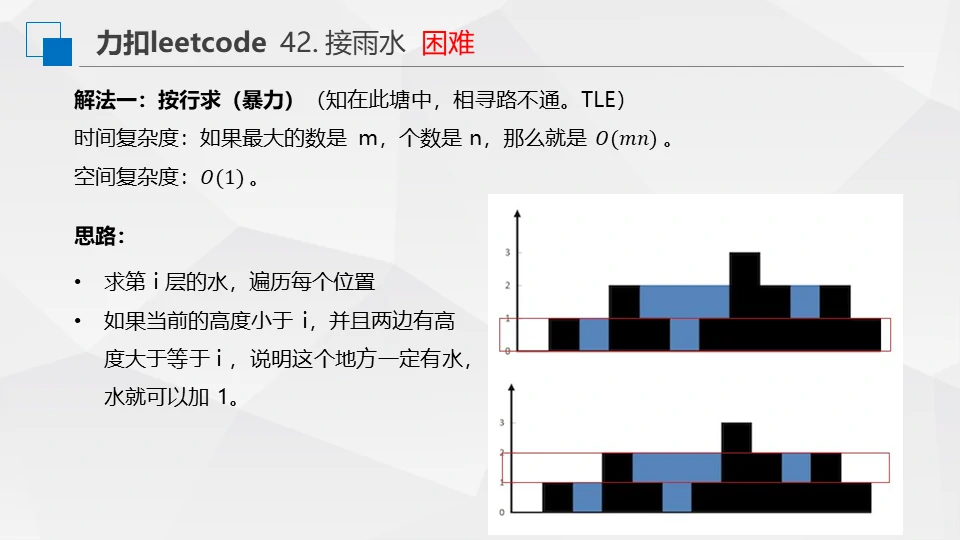 力扣leetcode 42. 接雨水 困难
解法一：按行求（暴力）（知在此塘中，相寻路不通。TLE）
时间复杂度：如果最大的数是 m，个数是 n，那么就是 O(mn) 。
空间复杂度：O(1) 。
思路：
• 求第 i 层的水，遍历每个位置
• 如果当前的高度小于 i，并且两边有高
度大于等于 i ，说明这个地方一定有水，
水就可以加 1。
3
2
1
0
3
2
1
0